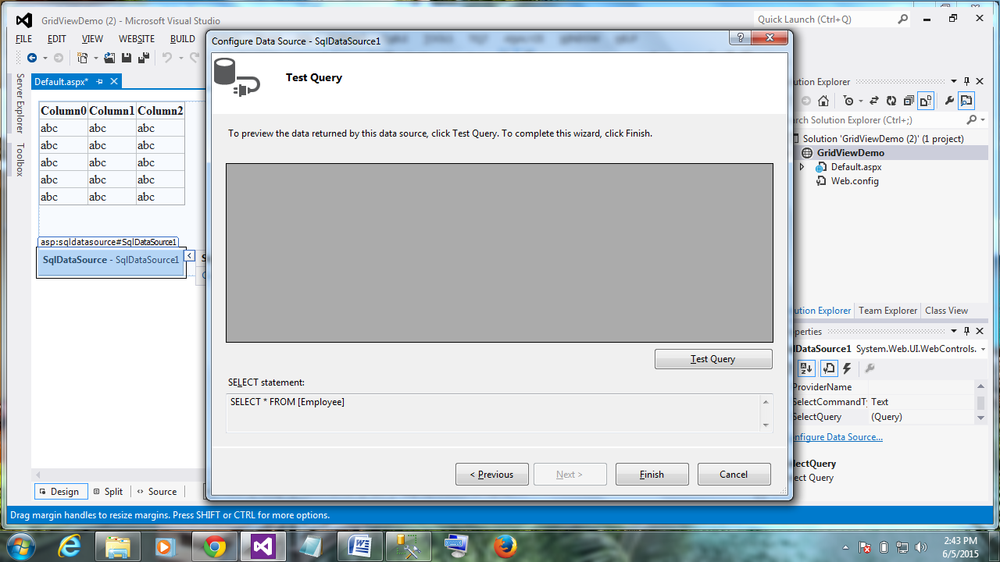 GridViewDemo (2) - Microsoft Visual Studio
Quick Launch (Ctrl+Q)
FILE EDIT VIEW WEBSITE BUILD
Default.aspx*
Server Explorer
Toolbox
Column0 Column1 Column2
abc abc abc
abc abc abc
abc abc abc
abc abc abc
abc abc abc
asp:sqldatasource#SqlDataSource1
SqlDataSource - SqlDataSource1
Configure Data Source - SqlDataSource1
Test Query
To preview the data returned by this data source, click Test Query. To complete this wizard, click Finish.
Test Query
SELECT statement:
SELECT * FROM [Employee]
< Previous Next > Finish Cancel
ution Explorer
rch Solution Explorer (Ctrl+;)
Solution 'GridViewDemo (2)' (1 project)
GridViewDemo
Default.aspx
Web.config
ution Explorer Team Explorer Class View
perties
lDataSource1 System.Web.UI.WebControls.
ProviderName
SelectCommandT Text
SelectQuery (Query)
nfigure Data Source...
lectQuery
ect Query
Design Split Source
Drag margin handles to resize margins. Press SHIFT or CTRL for more options.
2:43 PM
6/5/2015